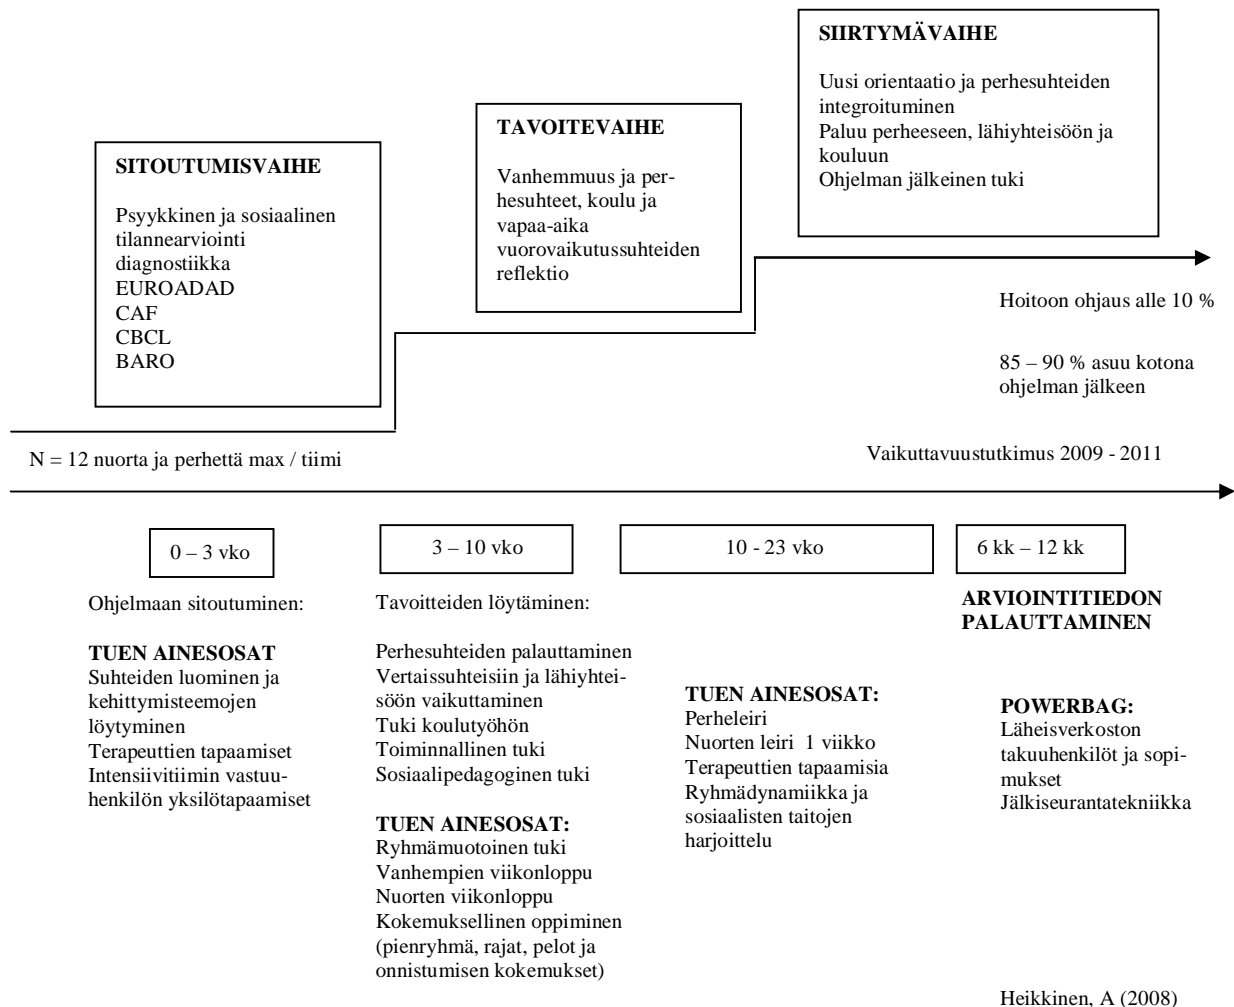 SIIRTYMÄVAIHE
Uusi orientaatio ja perhesuhteiden
integroituminen
Paluu perheeseen, lähiyhteisöön ja
kouluun
Ohjelman jälkeinen tuki
TAVOITEVAIHE
Vanhemmuus ja per-
hesuhteet, koulu ja
vapaa-aika
vuorovaikutussuhteiden
reflektio
SITOUTUMISVAIHE
Psyykkinen ja sosiaalinen
tilannearviointi
diagnostiikka
EUROADAD
CAF
CBCL
BARO
Hoitoon ohjaus alle 10 %
85 – 90 % asuu kotona
ohjelman jälkeen
N = 12 nuorta ja perhettä max / tiimi
Vaikuttavuustutkimus 2009 - 2011
0 – 3 vko
3 – 10 vko
10 - 23 vko
6 kk – 12 kk
Ohjelmaan sitoutuminen:
TUEN AINESOSAT
Suhteiden luominen ja
kehittymisteemojen
löytyminen
Terapeuttien tapaamiset
Intensiivitiimin vastuu-
henkilön yksilötapaamiset
Tavoitteiden löytäminen:
Perhesuhteiden palauttaminen
Vertaissuhteisiin ja lähiyhtei-
söön vaikuttaminen
Tuki koulutyöhön
Toiminnallinen tuki
Sosiaalipedagoginen tuki
TUEN AINESOSAT:
Ryhmämuotoinen tuki
Vanhempien viikonloppu
Nuorten viikonloppu
Kokemuksellinen oppiminen
(pienryhmä, rajat, pelot ja
onnistumisen kokemukset)
TUEN AINESOSAT:
Perheleiri
Nuorten leiri 1 viikko
Terapeuttien tapaamisia
Ryhmädynamiikka ja
sosiaalisten taitojen
harjoittelu
ARVIOINTITIEDON
PALAUTTAMINEN
POWERBAG:
Läheisverkoston
takuuhenkilöt ja sopi-
mukset
Jälkiseurantatekniikka
Heikkinen, A (2008)